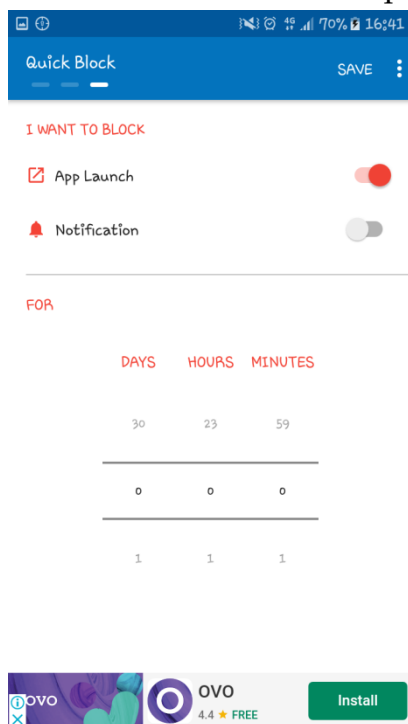 4G 70% 16:41
Quick Block SAVE
I WANT TO BLOCK
App Launch
Notification
FOR
DAYS HOURS MINUTES
30 23 59
0 0 0
1 1 1
OVO
OVO
4.4 ★ FREE
Install